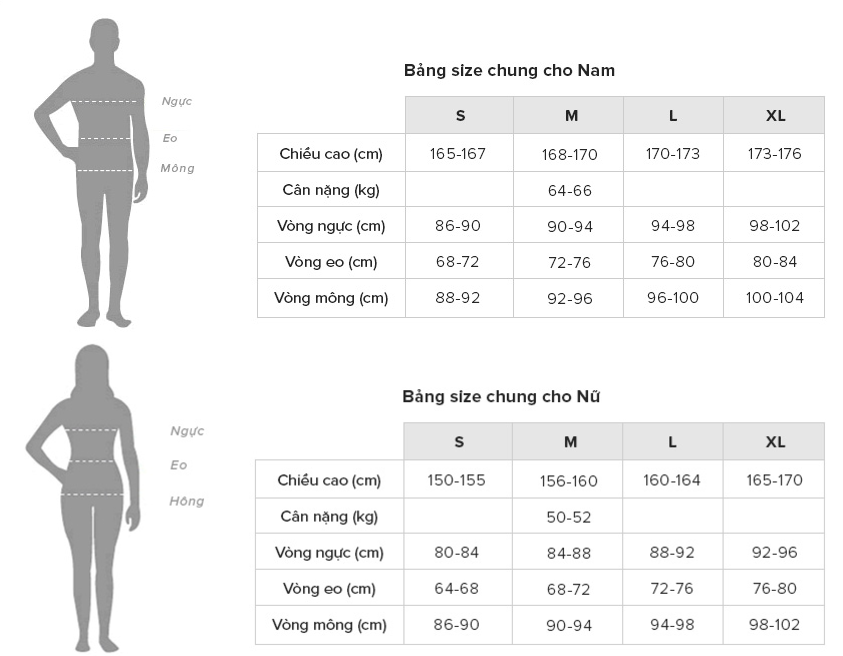 Ngực
Eo
Mông
Bảng size chung cho Nam
S M L XL
Chiều cao (cm) 165-167 168-170 170-173 173-176
Cân nặng (kg) 64-66
Vòng ngực (cm) 86-90 90-94 94-98 98-102
Vòng eo (cm) 68-72 72-76 76-80 80-84
Vòng mông (cm) 88-92 92-96 96-100 100-104
Ngực
Eo
Hông
Bảng size chung cho Nữ
S M L XL
Chiều cao (cm) 150-155 156-160 160-164 165-170
Cân nặng (kg) 50-52
Vòng ngực (cm) 80-84 84-88 88-92 92-96
Vòng eo (cm) 64-68 68-72 72-76 76-80
Vòng mông (cm) 86-90 90-94 94-98 98-102